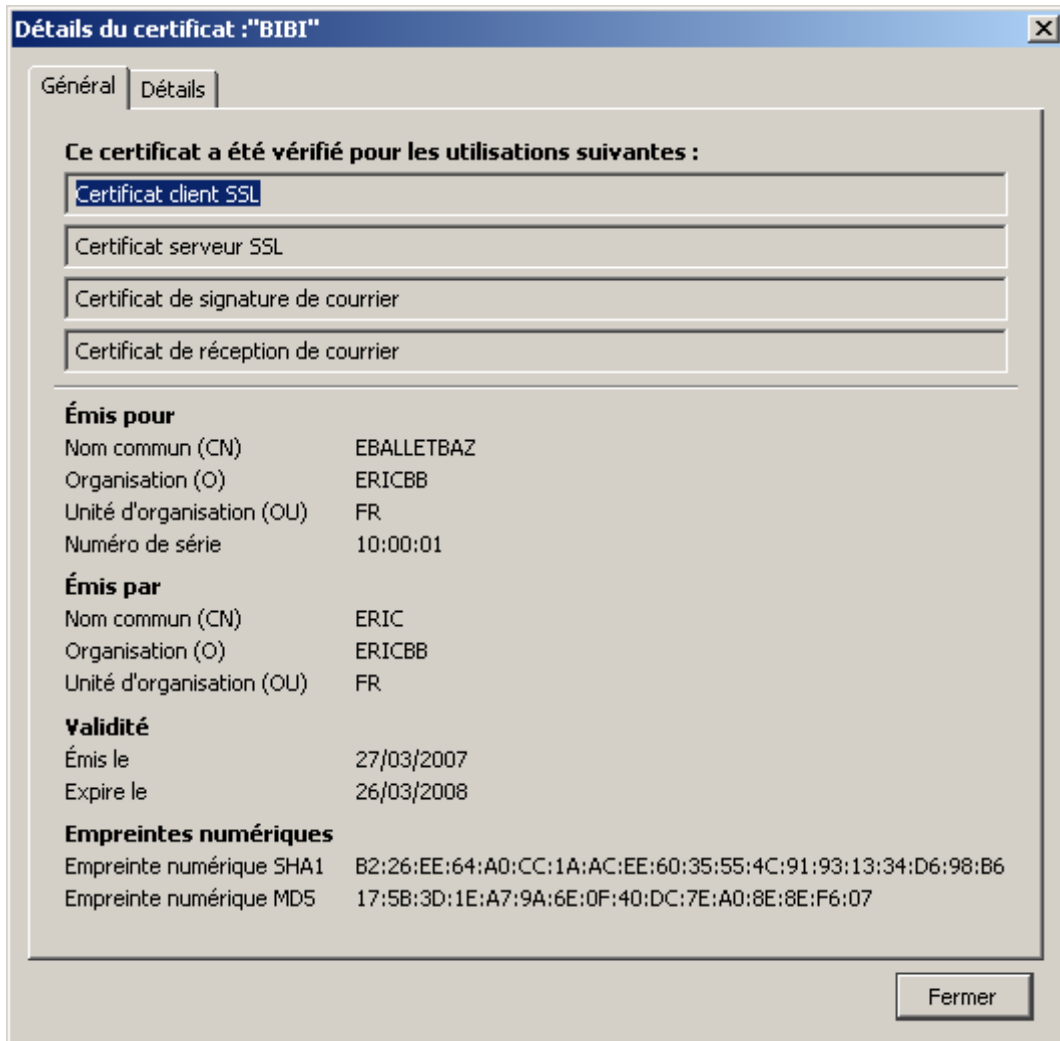 Détails du certificat :"BIBI"
Général
Détails
Ce certificat a été vérifié pour les utilisations suivantes :
Certificat client SSL
Certificat serveur SSL
Certificat de signature de courrier
Certificat de réception de courrier
Émis pour
Nom commun (CN) EBALLETBAZ
Organisation (O) ERICBB
Unité d'organisation (OU) FR
Numéro de série 10:00:01
Émis par
Nom commun (CN) ERIC
Organisation (O) ERICBB
Unité d'organisation (OU) FR
Validité
Émis le 27/03/2007
Expire le 26/03/2008
Empreintes numériques
Empreinte numérique SHA1 B2:26:EE:64:A0:CC:1A:AC:EE:60:35:55:4C:91:93:13:34:D6:98:B6
Empreinte numérique MD5 17:5B:3D:1E:A7:9A:6E:0F:40:DC:7E:A0:8E:8E:F6:07
Fermer